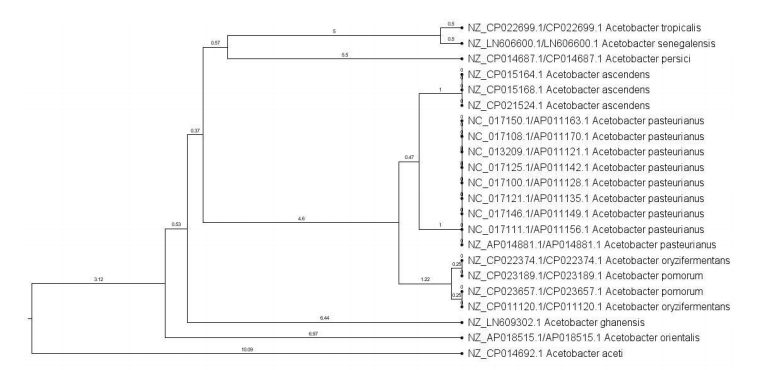 0.5
NZ_CP022699.1/CP022699.1 Acetobacter tropicalis
5
0.5
NZ_LN606600.1/LN606600.1 Acetobacter senegalensis
0.97
5.5
NZ_CP014687.1/CP014687.1 Acetobacter persici
NZ_CP015164.1 Acetobacter ascendens
1
NZ_CP015168.1 Acetobacter ascendens
NZ_CP021524.1 Acetobacter ascendens
NC_017150.1/AP011163.1 Acetobacter pasteurianus
0.37
NC_017108.1/AP011170.1 Acetobacter pasteurianus
NC_013209.1/AP011121.1 Acetobacter pasteurianus
0.47
NC_017125.1/AP011142.1 Acetobacter pasteurianus
NC_017100.1/AP011128.1 Acetobacter pasteurianus
NC_017121.1/AP011135.1 Acetobacter pasteurianus
4.6
NC_017146.1/AP011149.1 Acetobacter pasteurianus
0.53
1
NC_017111.1/AP011156.1 Acetobacter pasteurianus
NZ_AP014881.1/AP014881.1 Acetobacter pasteurianus
NZ_CP022374.1/CP022374.1 Acetobacter oryzifermentans
0.25
3.12
1.22
NZ_CP023189.1/CP023189.1 Acetobacter pomorum
NZ_CP023657.1/CP023657.1 Acetobacter pomorum
0.25
NZ_CP011120.1/CP011120.1 Acetobacter oryzifermentans
6.44
NZ_LN609302.1 Acetobacter ghanensis
6.97
NZ_AP018515.1/AP018515.1 Acetobacter orientalis
10.09
NZ_CP014692.1 Acetobacter aceti